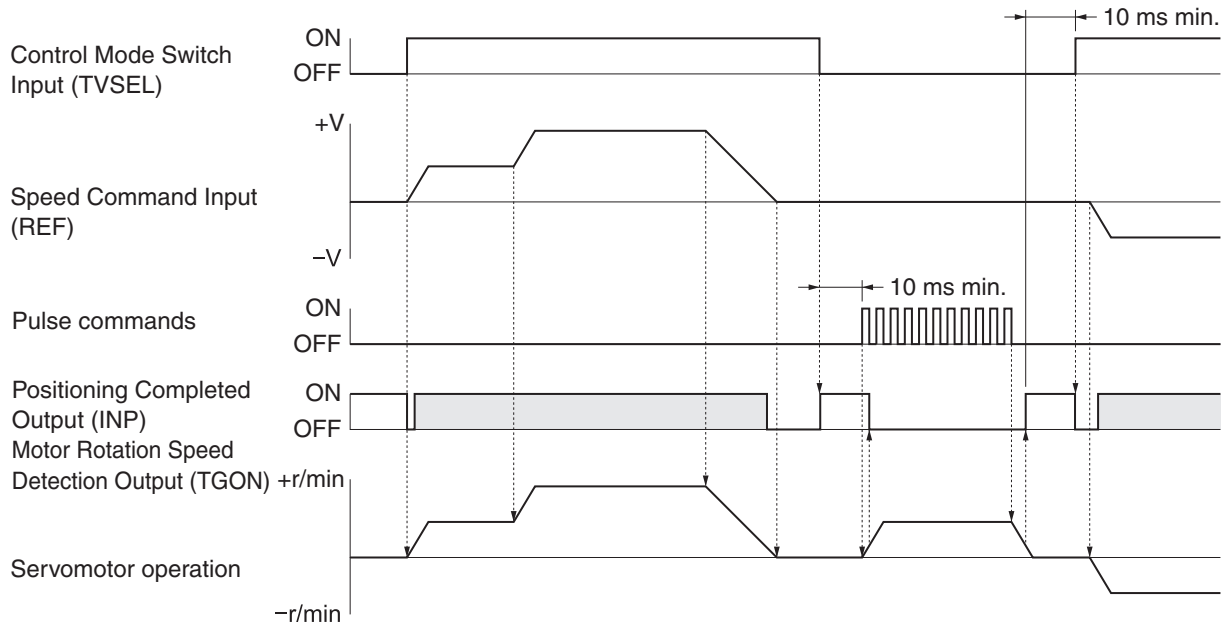 10 ms min.
Control Mode Switch
Input (TVSEL)
ON
OFF
+V
Speed Command Input
(REF)
−V
10 ms min.
Pulse commands
ON
OFF
Positioning Completed
Output (INP)
ON
OFF
Motor Rotation Speed
Detection Output (TGON)
+r/min
Servomotor operation
−r/min